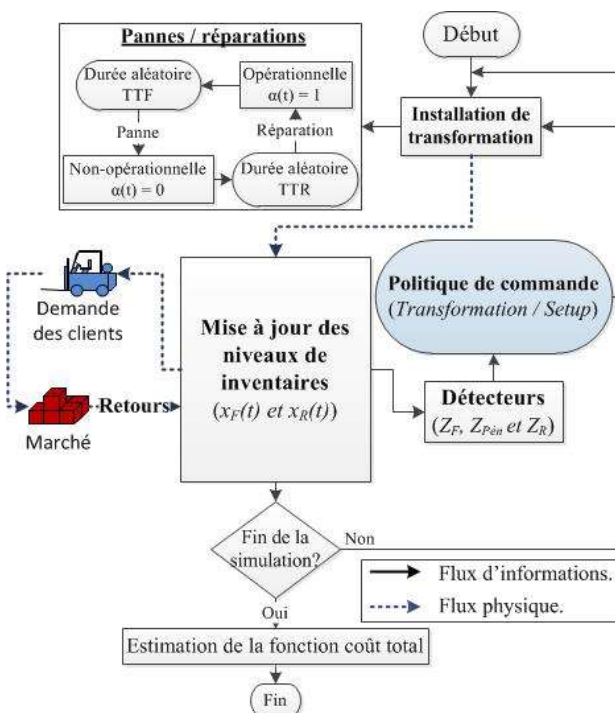 Pannes / réparations
Durée aléatoire
TTF
Opérationnelle
α(t) = 1
Panne
Réparation
Non-opérationnelle
α(t) = 0
Durée aléatoire
TTR
Début
Installation de
transformation
Demande
des clients
Retours
Marché
Mise à jour des
niveaux de
inventaires
(xF(t) et xR(t))
Politique de commande
(Transformation / Setup)
Détecteurs
(ZF, ZPén et ZR)
Fin de la
simulation?
Non
Oui
Flux d'informations.
Flux physique.
Estimation de la fonction coût total
Fin